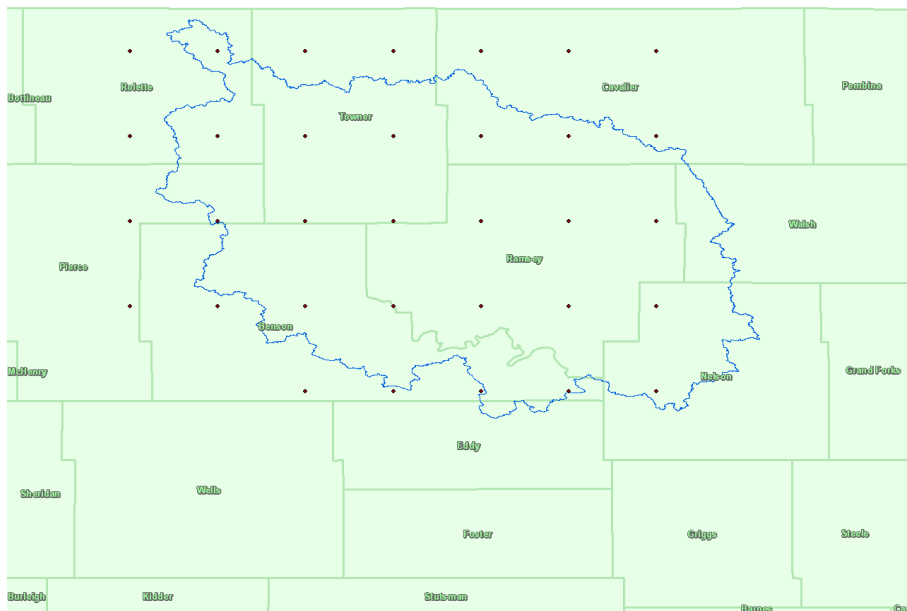 Rolette
Cavalier
Pembina
Bottineau
Towner
Walsh
Ramsey
Pierce
Benson
McHenry
Grand Forks
Nelson
Eddy
Sheridan
Wells
Foster
Griggs
Steele
Burleigh
Kidder
Stutsman
Barnes